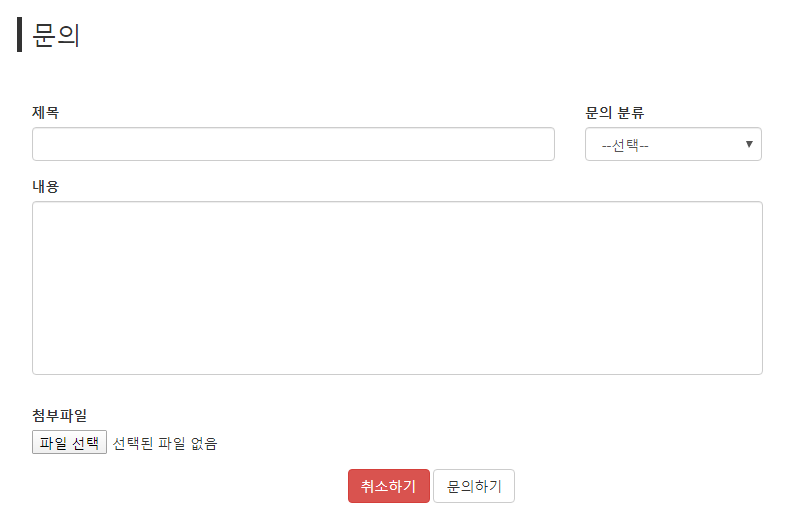 문의
제목 문의 분류
--선택--
내용
첨부파일
파일 선택 선택된 파일 없음
취소하기 문의하기